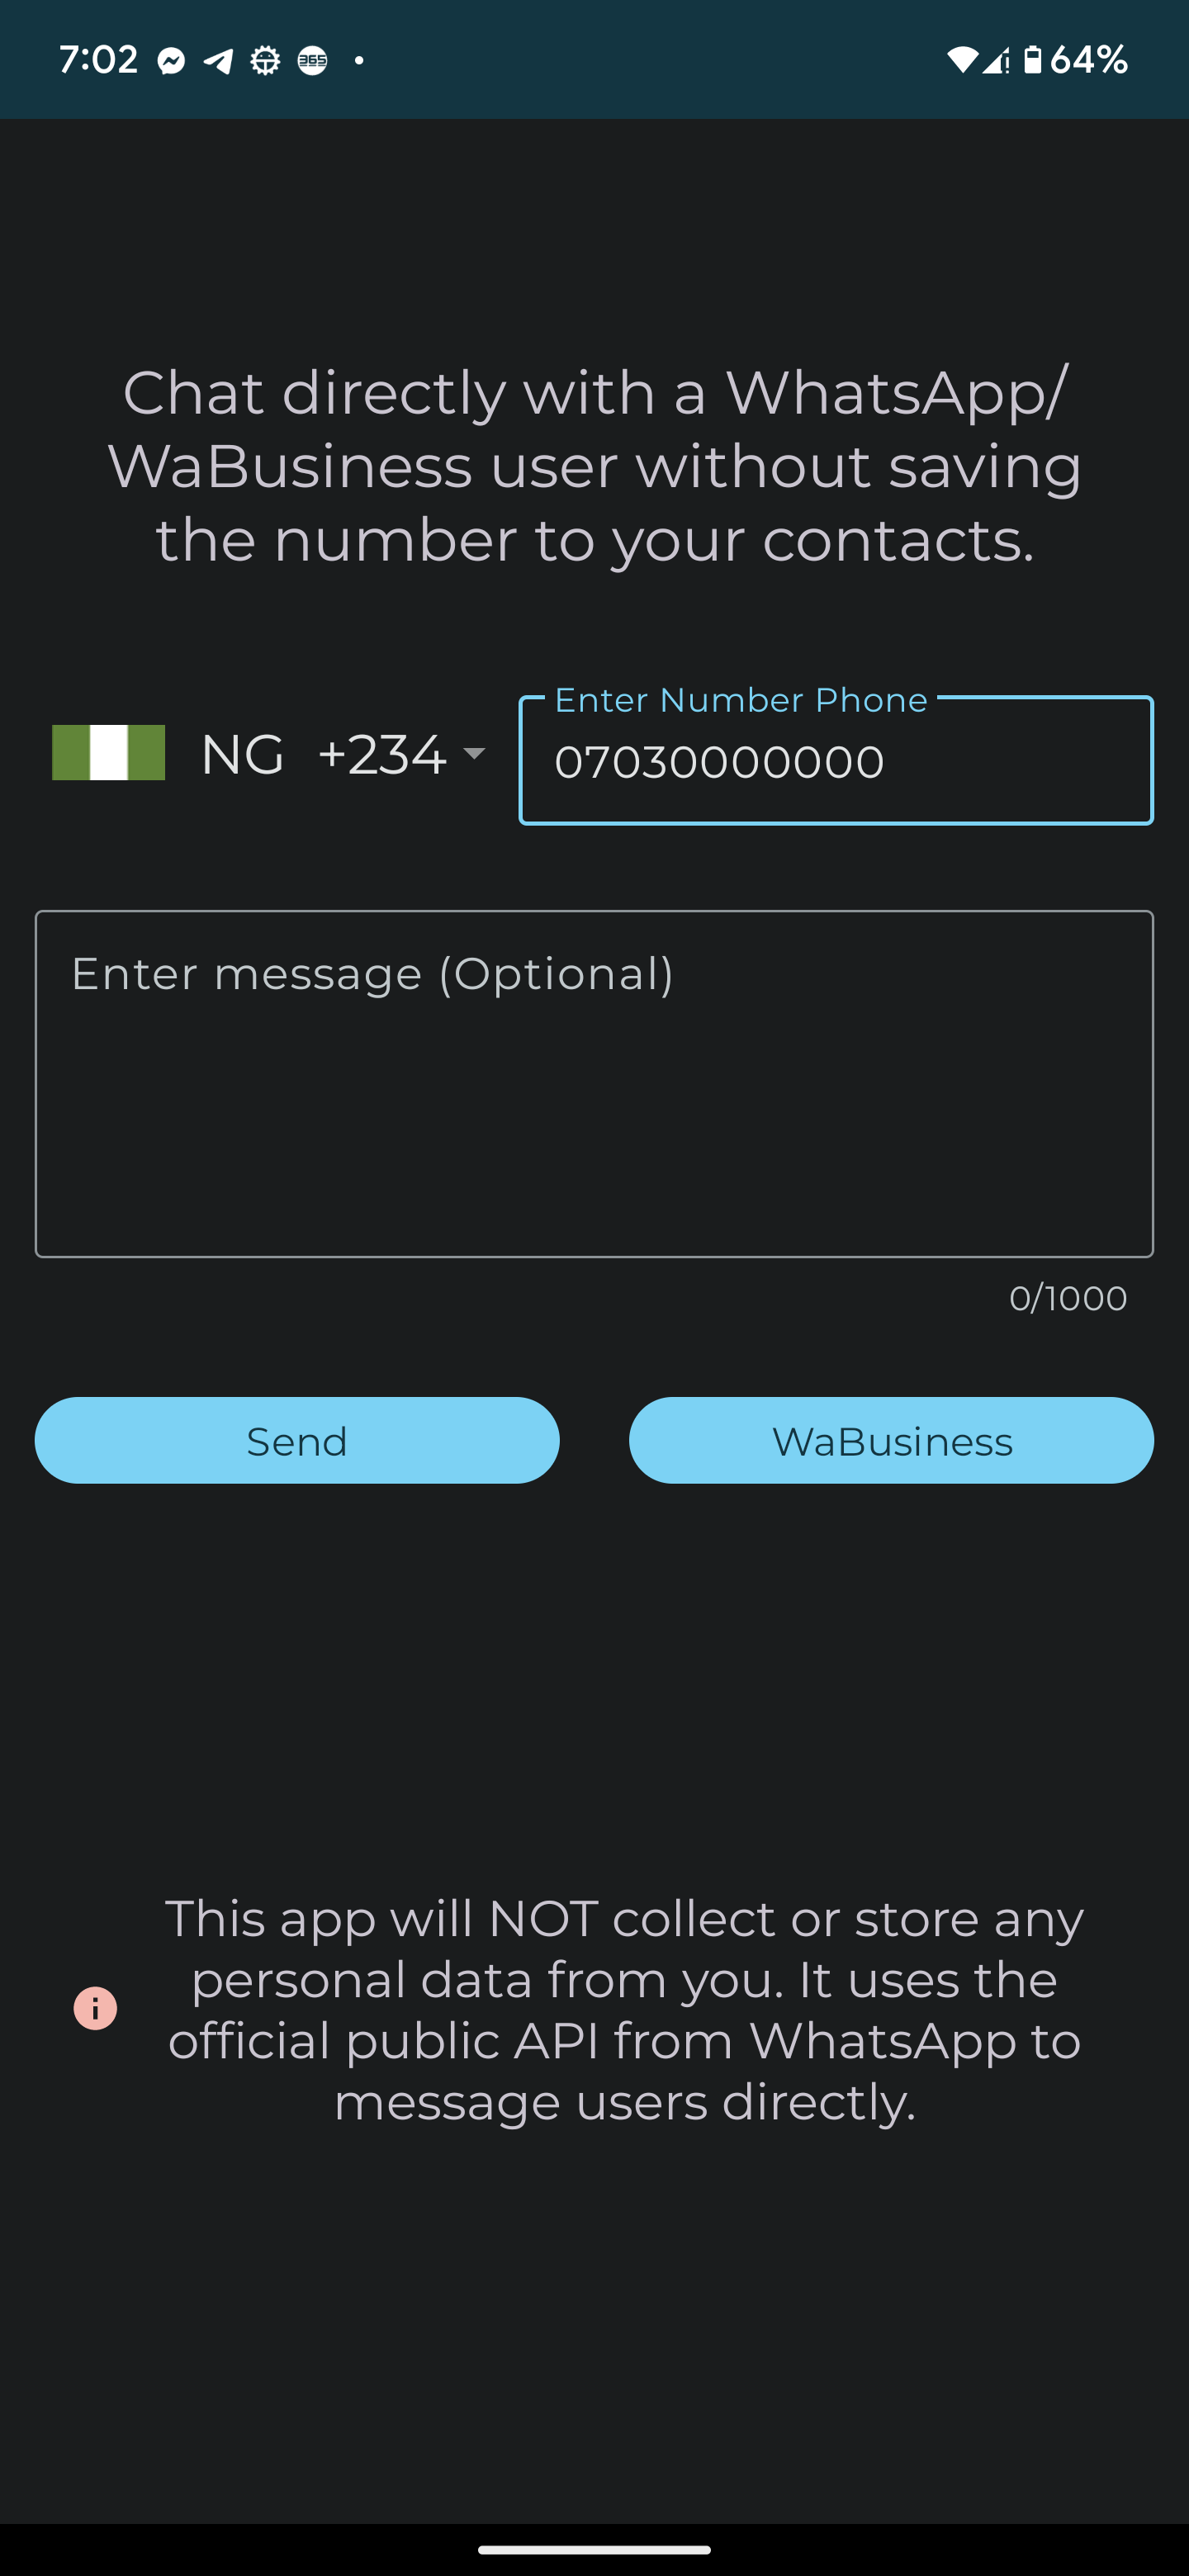 7:02
365
64%
Chat directly with a WhatsApp/
WaBusiness user without saving
the number to your contacts.
Enter Number Phone
NG +234
07030000000
Enter message (Optional)
0/1000
Send
WaBusiness
This app will NOT collect or store any
personal data from you. It uses the
official public API from WhatsApp to
message users directly.